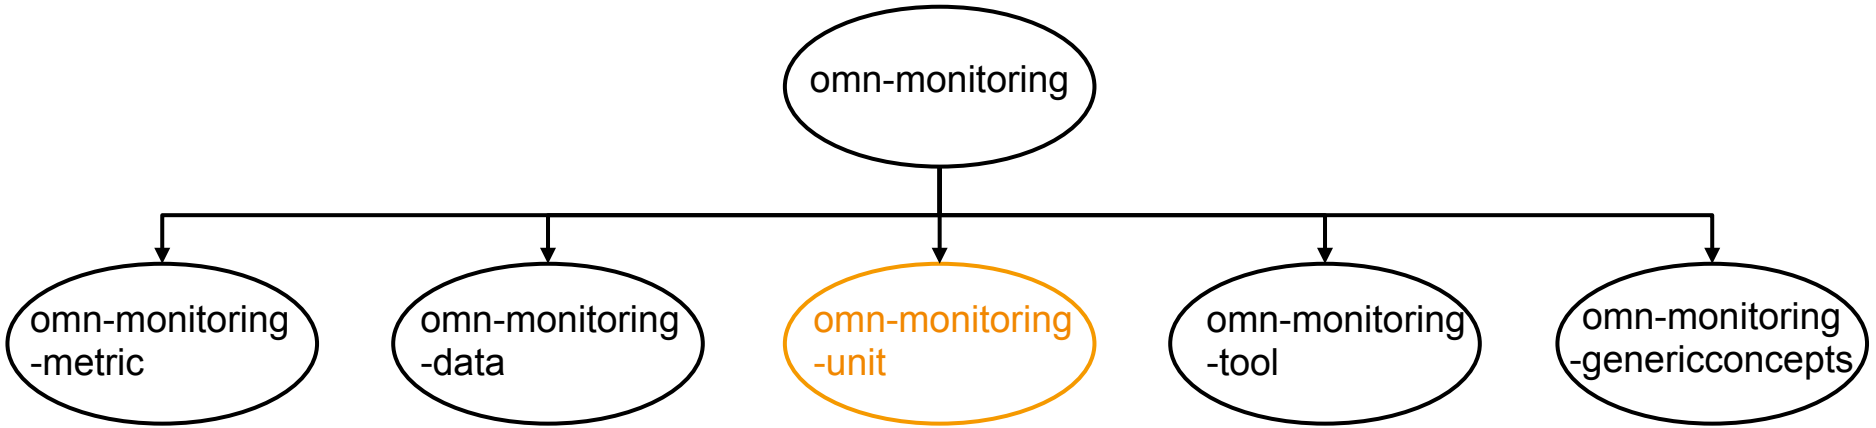 omn-monitoring
omn-monitoring
-metric
omn-monitoring
-data
omn-monitoring
-unit
omn-monitoring
-tool
omn-monitoring
-genericconcepts